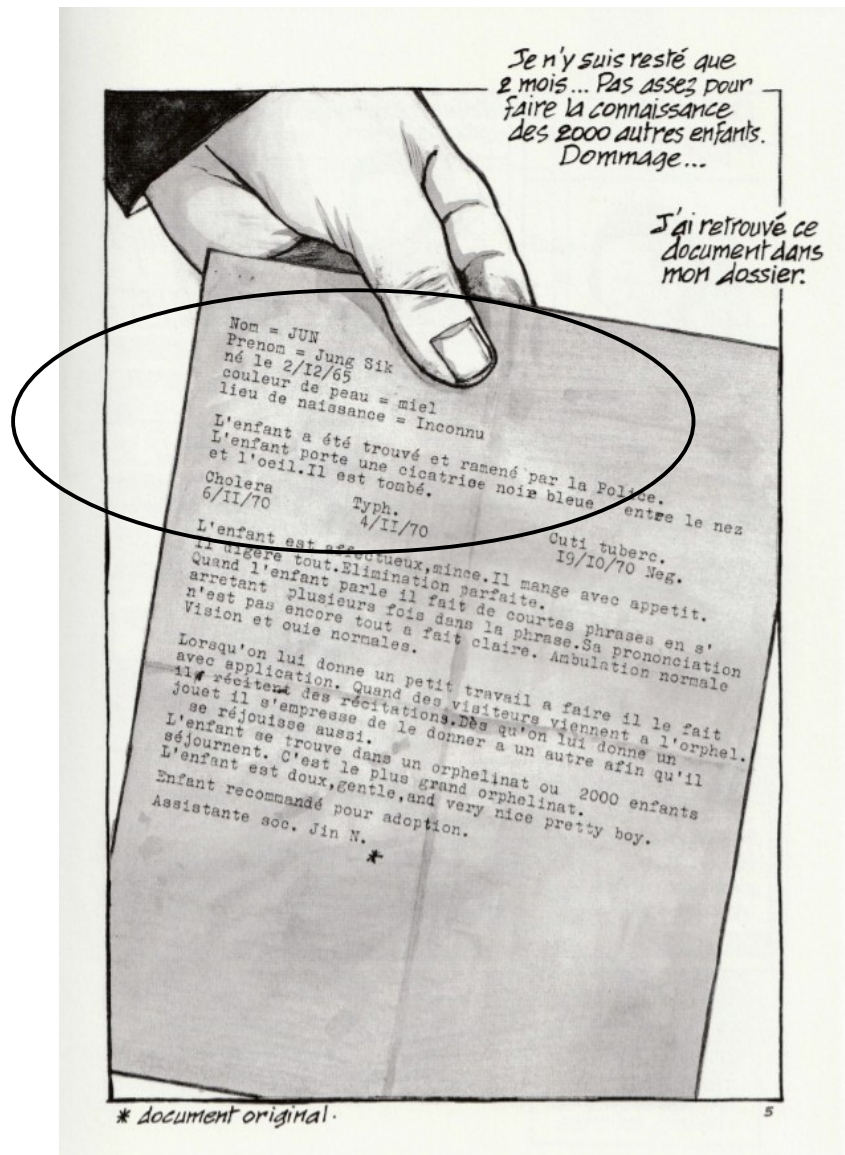 Je n'y suis resté que
2 mois... Pas assez pour
faire la connaissance
des 2000 autres enfants.
Dommage...
J'ai retrouvé ce
document dans
mon dossier.
Nom = JUN
Prenom = Jung Sik
né le 2/I2/65
couleur de peau = miel
lieu de naissance = Inconnu
L'enfant a été trouvé et ramené par la Police.
L'enfant porte une cicatrise noir bleue entre le nez
et l'oeil.Il est tombé.
Cholera Typh. Cuti tuberc.
6/II/70 4/II/70 I9/IO/70 Neg.
L'enfant est affectueux,mince.Il mange avec appetit.
Il digere tout.Elimination parfaite.
Quand l'enfant parle il fait de courtes phrases en s'
arretant plusieurs fois dans la phrase.Sa prononciation
n'est pas encore tout a fait claire. Ambulation normale
Vision et ouie normales.
Lorsqu'on lui donne un petit travail a faire il le fait
avec application. Quand des visiteurs viennent a l'orphel.
il récitent des récitations.Dès qu'on lui donne un
jouet il s'empresse de le donner a un autre afin qu'il
se réjouisse aussi.
L'enfant se trouve dans un orphelinat ou 2000 enfants
séjournent. C'est le plus grand orphelinat.
L'enfant est doux,gentle,and very nice pretty boy.
Enfant recommandé pour adoption.
Assistante soc. Jin N.
*
* document original.
5